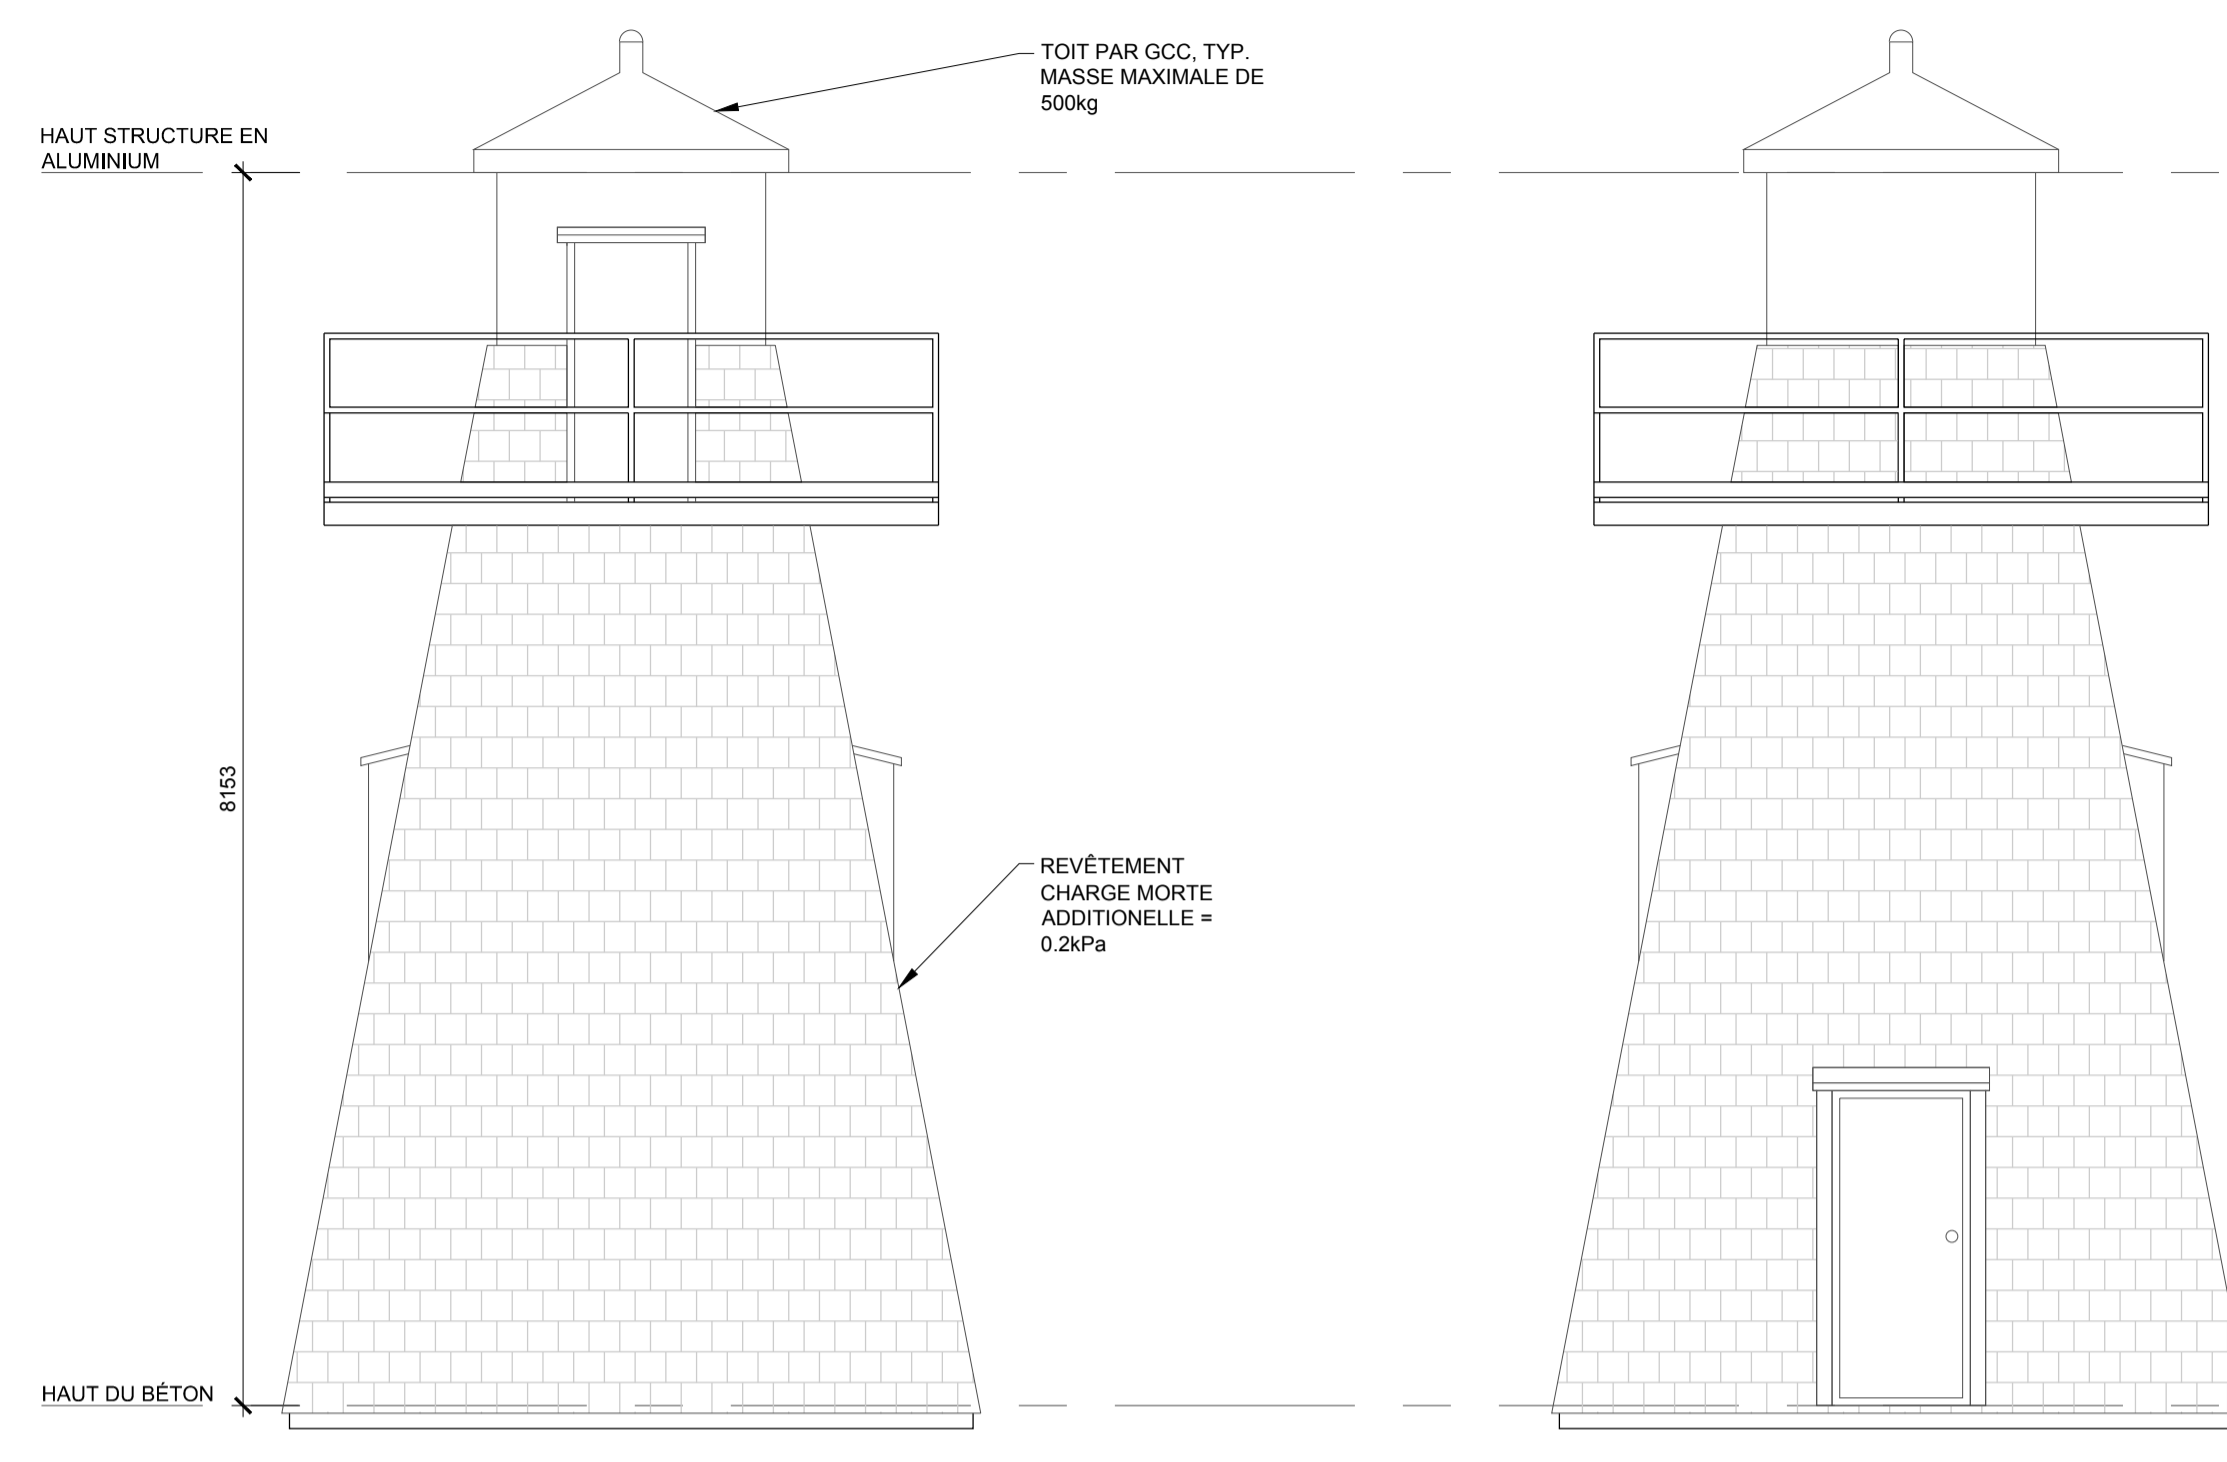 TOIT PAR GCC, TYP.
MASSE MAXIMALE DE
500kg
HAUT STRUCTURE EN
ALUMINIUM
8153
REVÊTEMENT
CHARGE MORTE
ADDITIONELLE =
0.2kPa
HAUT DU BÉTON